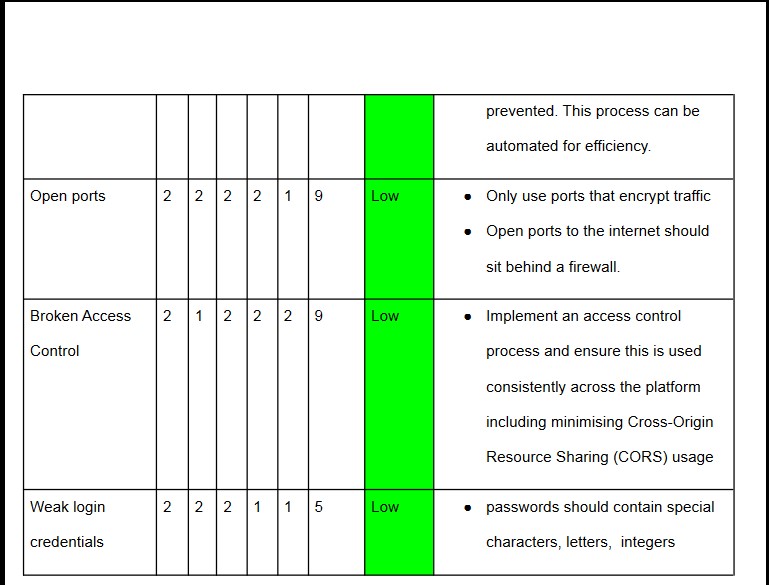 prevented. This process can be
automated for efficiency.
Open ports 2 2 2 2 1 9 Low ● Only use ports that encrypt traffic
● Open ports to the internet should
sit behind a firewall.
Broken Access 2 1 2 2 2 9 Low ● Implement an access control
Control process and ensure this is used
consistently across the platform
including minimising Cross-Origin
Resource Sharing (CORS) usage
Weak login 2 2 2 1 1 5 Low ● passwords should contain special
credentials characters, letters, integers